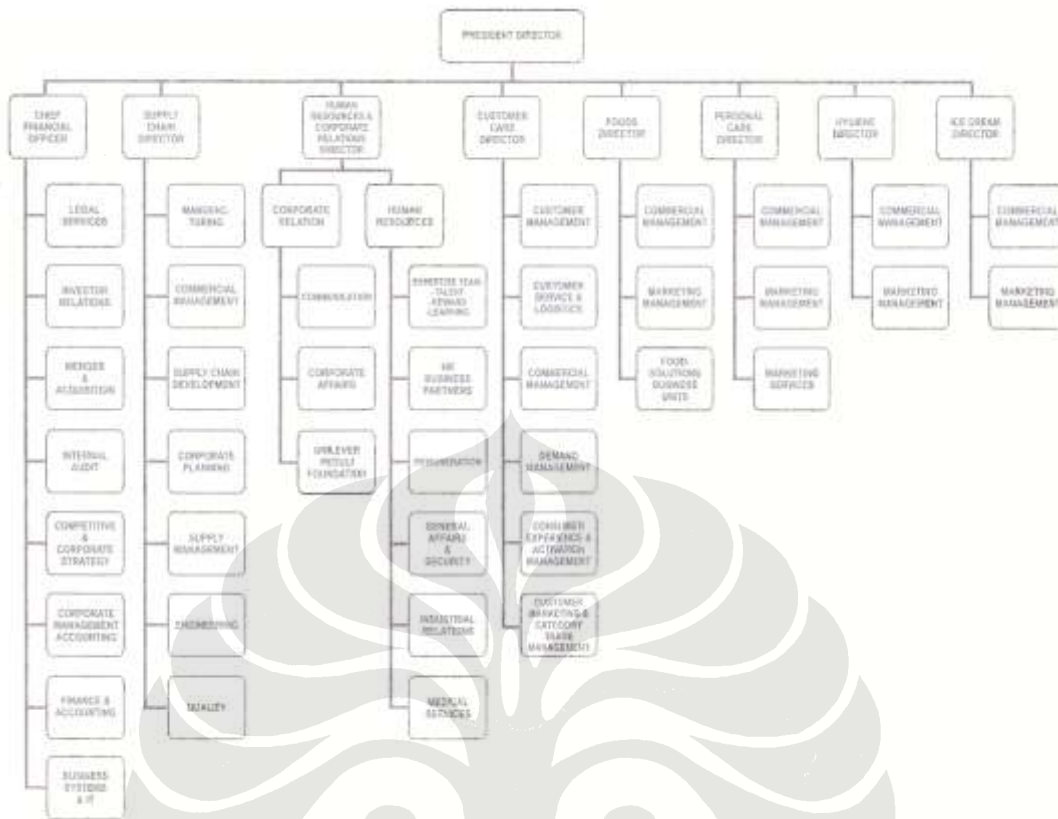 PRESIDENT DIRECTOR
CHIEF
FINANCIAL
OFFICER
SUPPLY
CHAIN
DIRECTOR
HUMAN
RESOURCES &
CORPORATE
RELATIONS
DIRECTOR
CUSTOMER
CARE
DIRECTOR
FOODS
DIRECTOR
PERSONAL
CARE
DIRECTOR
HYGIENE
DIRECTOR
ICE CREAM
DIRECTOR
LEGAL
SERVICES
MANUFAC-
TURING
CORPORATE
RELATION
HUMAN
RESOURCES
CUSTOMER
MANAGEMENT
COMMERCIAL
MANAGEMENT
COMMERCIAL
MANAGEMENT
COMMERCIAL
MANAGEMENT
COMMERCIAL
MANAGEMENT
INVESTOR
RELATIONS
COMMERCIAL
MANAGEMENT
COMMUNICATION
EXPERTISE TEAM
-TALENT
-REWARD
-LEARNING
CUSTOMER
SERVICE &
LOGISTICS
MARKETING
MANAGEMENT
MARKETING
MANAGEMENT
MARKETING
MANAGEMENT
MARKETING
MANAGEMENT
MERGER
&
ACQUISITION
SUPPLY CHAIN
DEVELOPMENT
CORPORATE
AFFAIRS
HR
BUSINESS
PARTNERS
COMMERCIAL
MANAGEMENT
FOOD
SOLUTIONS
BUSINESS
UNITS
MARKETING
SERVICES
INTERNAL
AUDIT
CORPORATE
PLANNING
UNILEVER
PEDULI
FOUNDATION
REMUNERATION
DEMAND
MANAGEMENT
COMPETITIVE
&
CORPORATE
STRATEGY
SUPPLY
MANAGEMENT
GENERAL
AFFAIRS
&
SECURITY
CONSUMER
EXPERIENCE &
ACTIVATION
MANAGEMENT
CORPORATE
MANAGEMENT
ACCOUNTING
ENGINEERING
INDUSTRIAL
RELATIONS
CUSTOMER
MARKETING &
CATEGORY
TRADE
MANAGEMENT
FINANCE &
ACCOUNTING
QUALITY
MEDICAL
SERVICES
BUSINESS
SYSTEMS
& IT